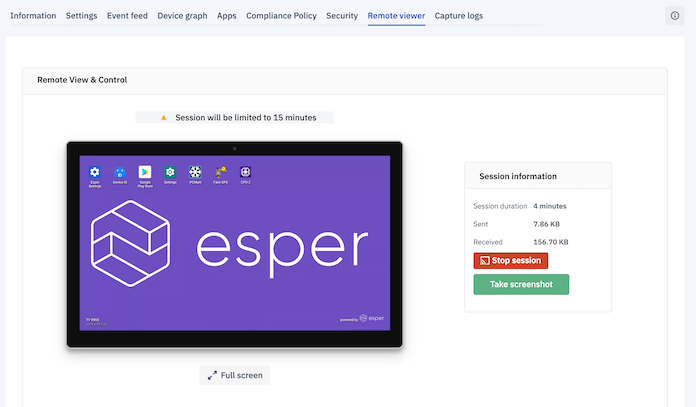 Information Settings Event feed Device graph Apps Compliance Policy Security Remote viewer Capture logs
Remote View & Control
Session will be limited to 15 minutes
Esper Settings
Device ID
Google Play Store
Settings
PCMark
Fake GPS
CPU-Z
esper
powered by esper
Session information
Session duration 4 minutes
Sent 7.86 KB
Received 156.70 KB
Stop session
Take screenshot
Full screen